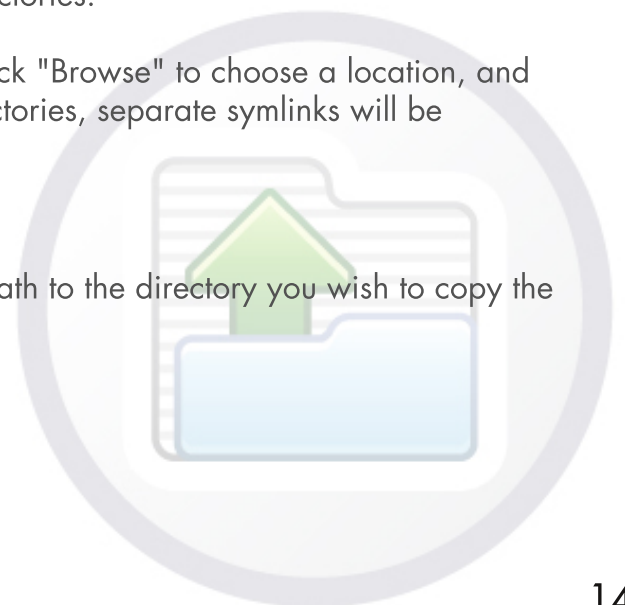 ck "Browse" to choose a location, and
ctories, separate symlinks will be
ath to the directory you wish to copy the
14